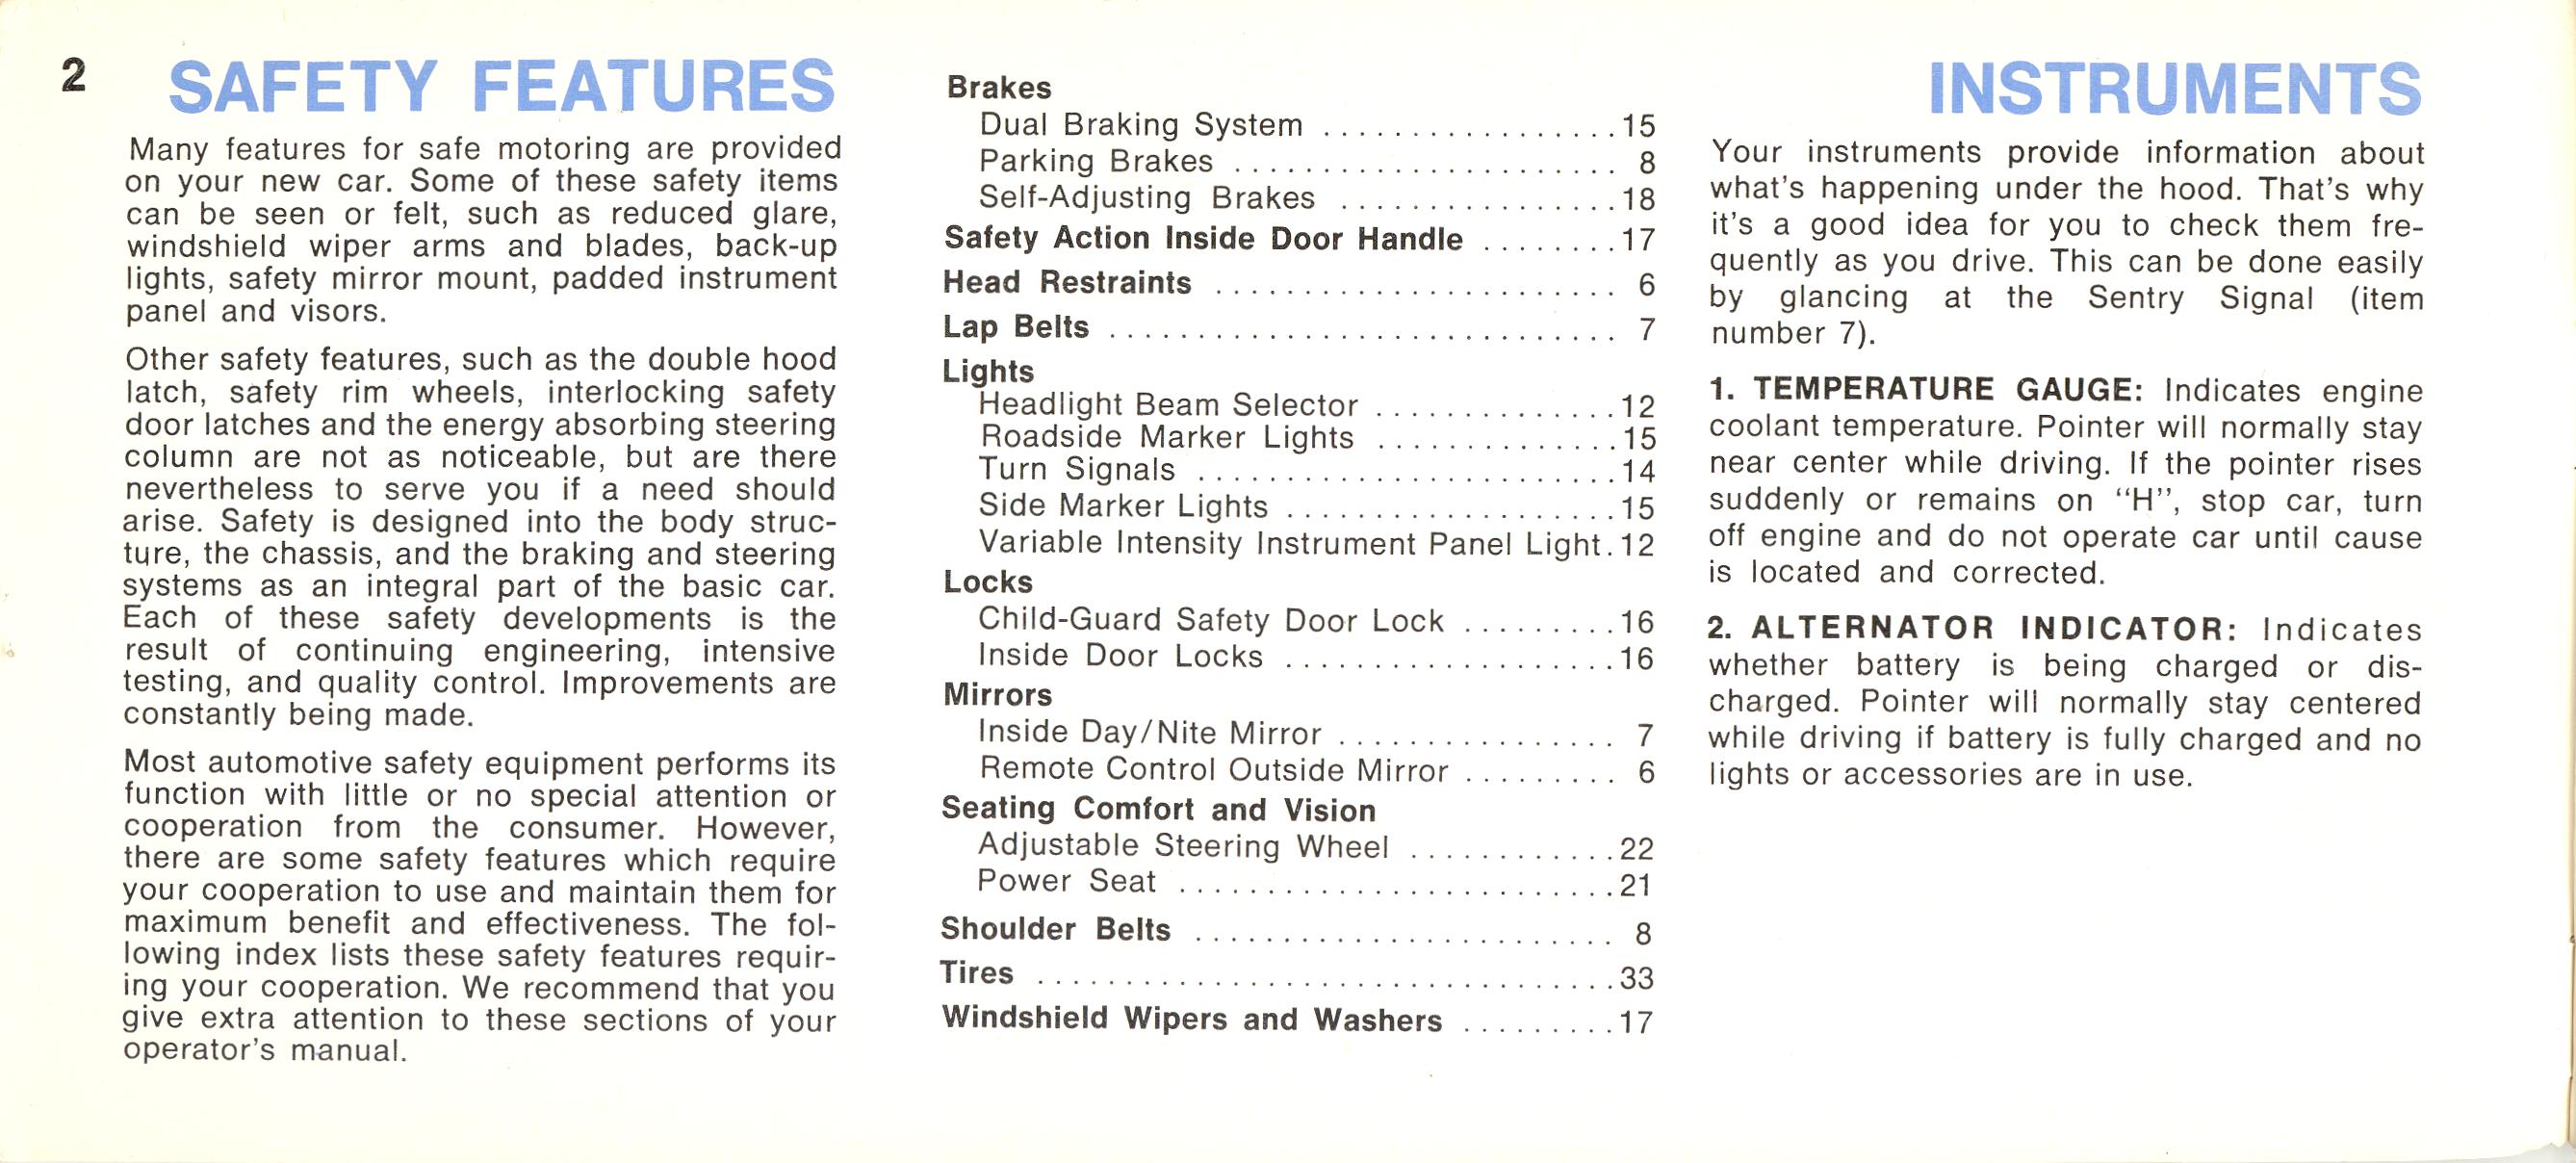 2
SAFETY FEATURES
Many features for safe motoring are provided
on your new car. Some of these safety items
can be seen or felt, such as reduced glare,
windshield wiper arms and blades, back-up
lights, safety mirror mount, padded instrument
panel and visors.
Other safety features, such as the double hood
latch, safety rim wheels, interlocking safety
door latches and the energy absorbing steering
column are not as noticeable, but are there
nevertheless to serve you if a need should
arise. Safety is designed into the body struc-
ture, the chassis, and the braking and steering
systems as an integral part of the basic car.
Each of these safety developments is the
result of continuing engineering, intensive
testing, and quality control. Improvements are
constantly being made.
Most automotive safety equipment performs its
function with little or no special attention or
cooperation from the consumer. However,
there are some safety features which require
your cooperation to use and maintain them for
maximum benefit and effectiveness. The fol-
lowing index lists these safety features requir-
ing your cooperation. We recommend that you
give extra attention to these sections of your
operator's manual.
Brakes
Dual Braking System . . . . . . . . . . . . . . . . . 15
Parking Brakes . . . . . . . . . . . . . . . . . . . . . . 8
Self-Adjusting Brakes . . . . . . . . . . . . . . . . 18
Safety Action Inside Door Handle . . . . . . . . 17
Head Restraints . . . . . . . . . . . . . . . . . . . . . . . 6
Lap Belts . . . . . . . . . . . . . . . . . . . . . . . . . . . . . 7
Lights
Headlight Beam Selector . . . . . . . . . . . . . . 12
Roadside Marker Lights . . . . . . . . . . . . . . 15
Turn Signals . . . . . . . . . . . . . . . . . . . . . . . . 14
Side Marker Lights . . . . . . . . . . . . . . . . . . . 15
Variable Intensity Instrument Panel Light. 12
Locks
Child-Guard Safety Door Lock . . . . . . . . . 16
Inside Door Locks . . . . . . . . . . . . . . . . . . . 16
Mirrors
Inside Day/Nite Mirror . . . . . . . . . . . . . . . . 7
Remote Control Outside Mirror . . . . . . . . . 6
Seating Comfort and Vision
Adjustable Steering Wheel . . . . . . . . . . . . 22
Power Seat . . . . . . . . . . . . . . . . . . . . . . . . . 21
Shoulder Belts . . . . . . . . . . . . . . . . . . . . . . . . 8
Tires . . . . . . . . . . . . . . . . . . . . . . . . . . . . . . . . . 33
Windshield Wipers and Washers . . . . . . . . . 17
INSTRUMENTS
Your instruments provide information about
what's happening under the hood. That's why
it's a good idea for you to check them fre-
quently as you drive. This can be done easily
by glancing at the Sentry Signal (item
number 7).
1. TEMPERATURE GAUGE: Indicates engine
coolant temperature. Pointer will normally stay
near center while driving. If the pointer rises
suddenly or remains on "H", stop car, turn
off engine and do not operate car until cause
is located and corrected.
2. ALTERNATOR INDICATOR: Indicates
whether battery is being charged or dis-
charged. Pointer will normally stay centered
while driving if battery is fully charged and no
lights or accessories are in use.